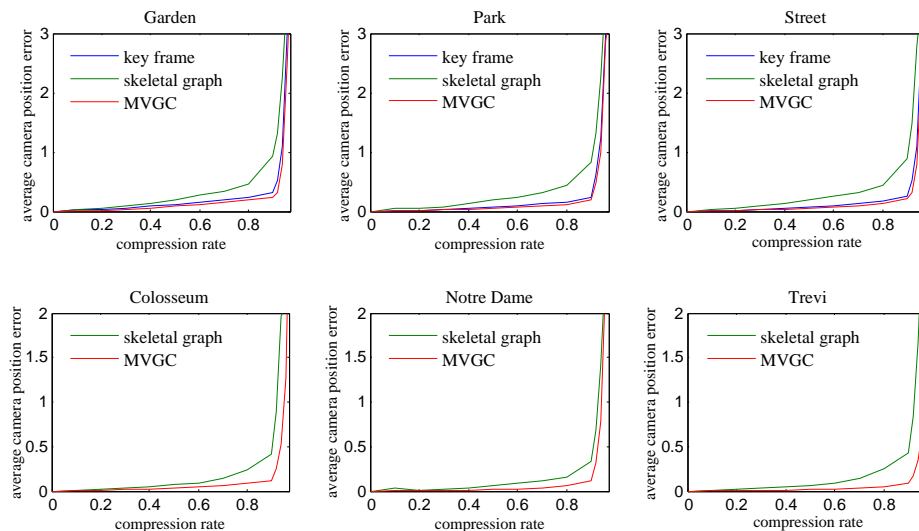 Garden
average camera position error
3
2
1
0
key frame
skeletal graph
MVGC
0.2 0.4 0.6 0.8
compression rate
Park
average camera position error
3
2
1
0
key frame
skeletal graph
MVGC
0 0.2 0.4 0.6 0.8
compression rate
Street
average camera position error
3
2
1
0
key frame
skeletal graph
MVGC
0 0.2 0.4 0.6 0.8
compression rate
Colosseum
average camera position error
2
1.5
1
0.5
0
skeletal graph
MVGC
0 0.2 0.4 0.6 0.8
compression rate
Notre Dame
average camera position error
2
1.5
1
0.5
0
skeletal graph
MVGC
0 0.2 0.4 0.6 0.8
compression rate
Trevi
average camera position error
2
1.5
1
0.5
0
skeletal graph
MVGC
0 0.2 0.4 0.6 0.8
compression rate